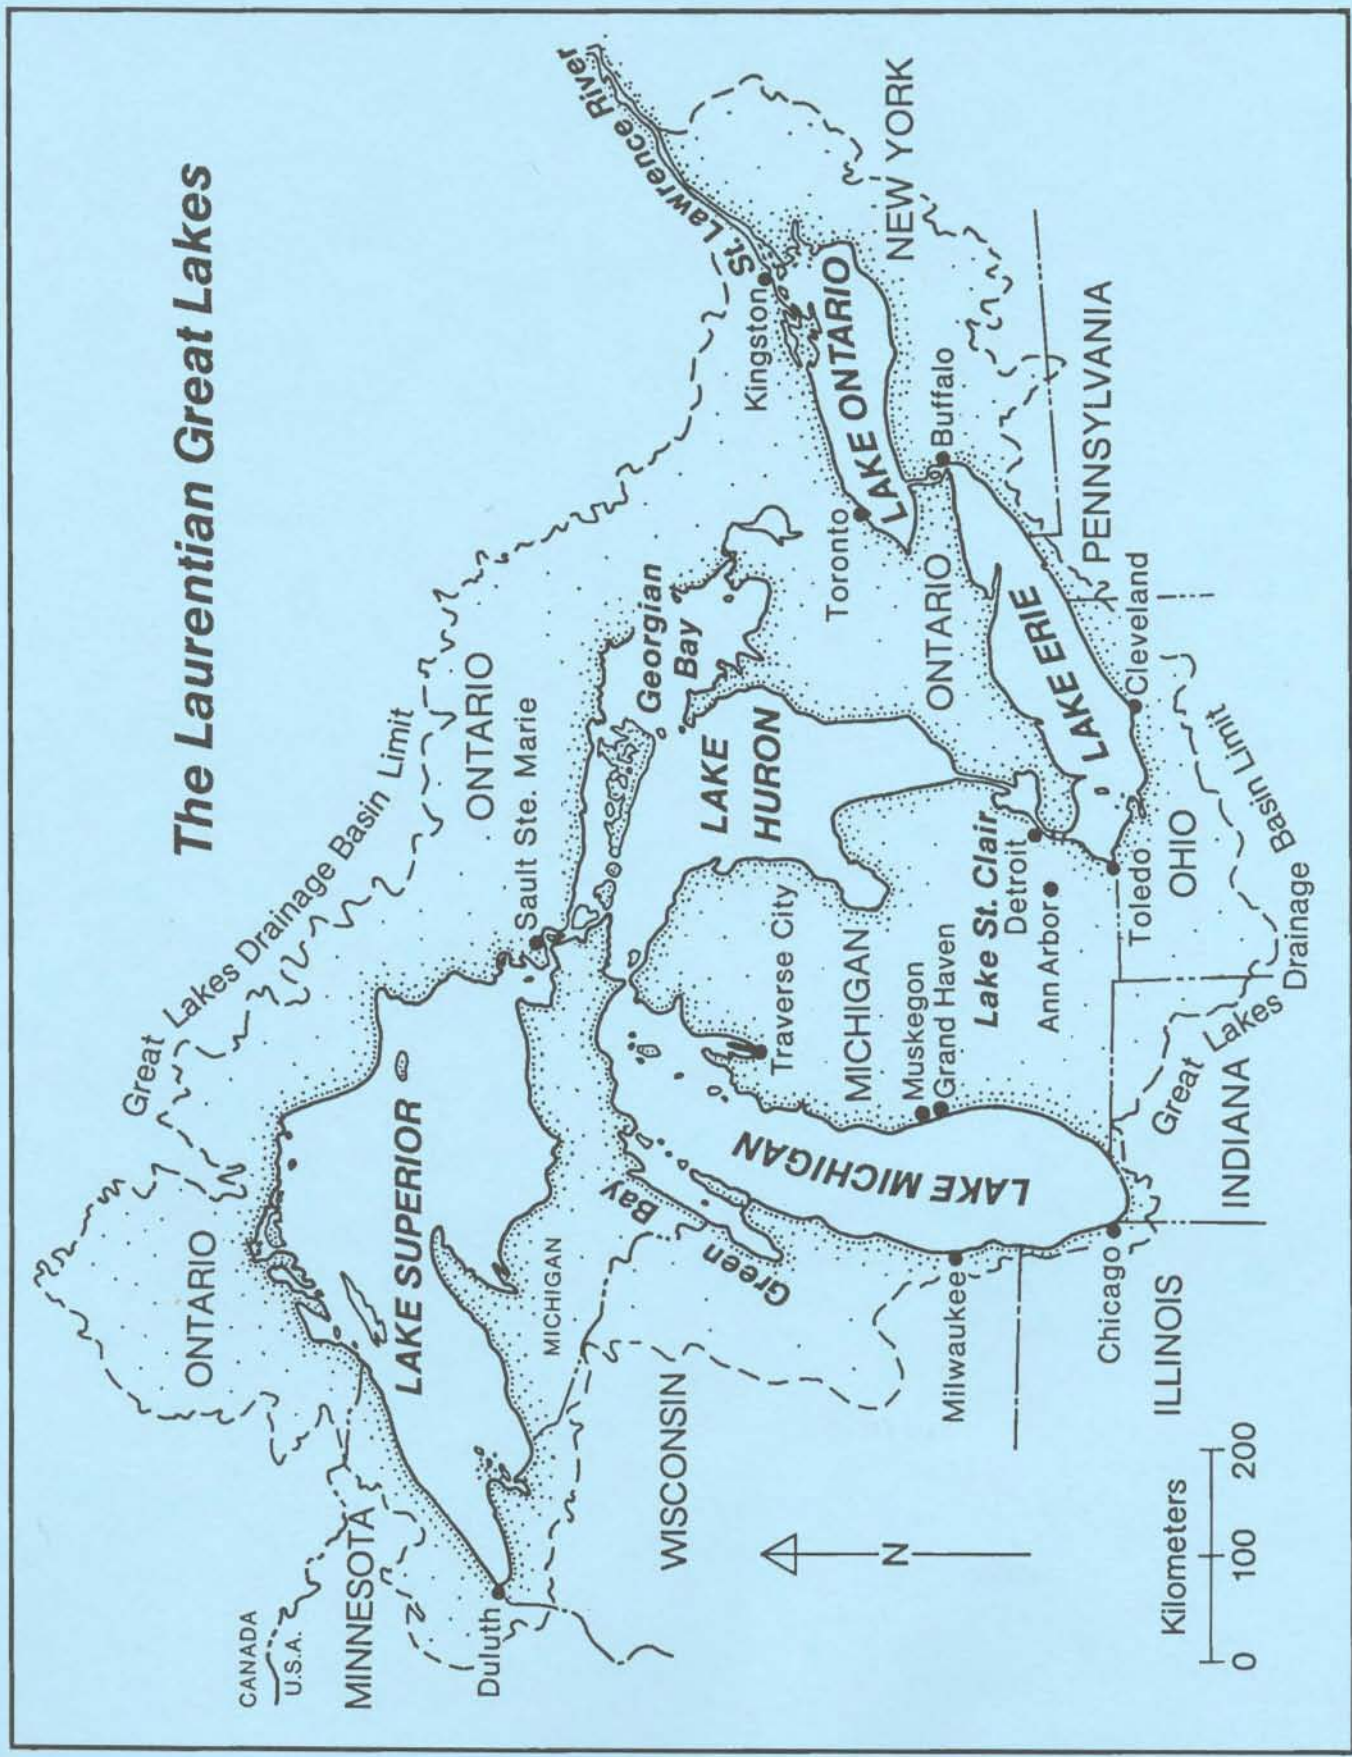 The Laurentian Great Lakes
Great Lakes Drainage Basin Limit
St. Lawrence River
CANADA
U.S.A.
MINNESOTA
Duluth
ONTARIO
LAKE SUPERIOR
MICHIGAN
Sault Ste. Marie
ONTARIO
Georgian
Bay
LAKE
HURON
Kingston
LAKE ONTARIO
Toronto
NEW YORK
Buffalo
ONTARIO
LAKE ERIE
PENNSYLVANIA
Cleveland
WISCONSIN
Green Bay
LAKE MICHIGAN
Traverse City
MICHIGAN
Muskegon
Grand Haven
Lake St. Clair
Detroit
Ann Arbor
Toledo
OHIO
Milwaukee
Chicago
ILLINOIS
INDIANA
Great Lakes Drainage Basin Limit
N
Kilometers
0 100 200